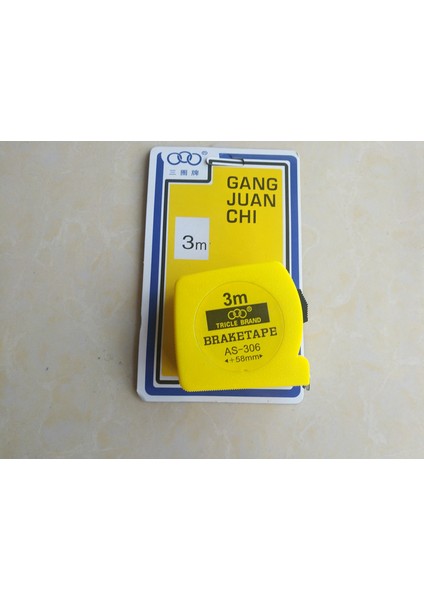 ®
三圈牌
GANG
JUAN
CHI
3m
3m
®
TRICLE BRAND
BRAKETAPE
AS-306
+58mm